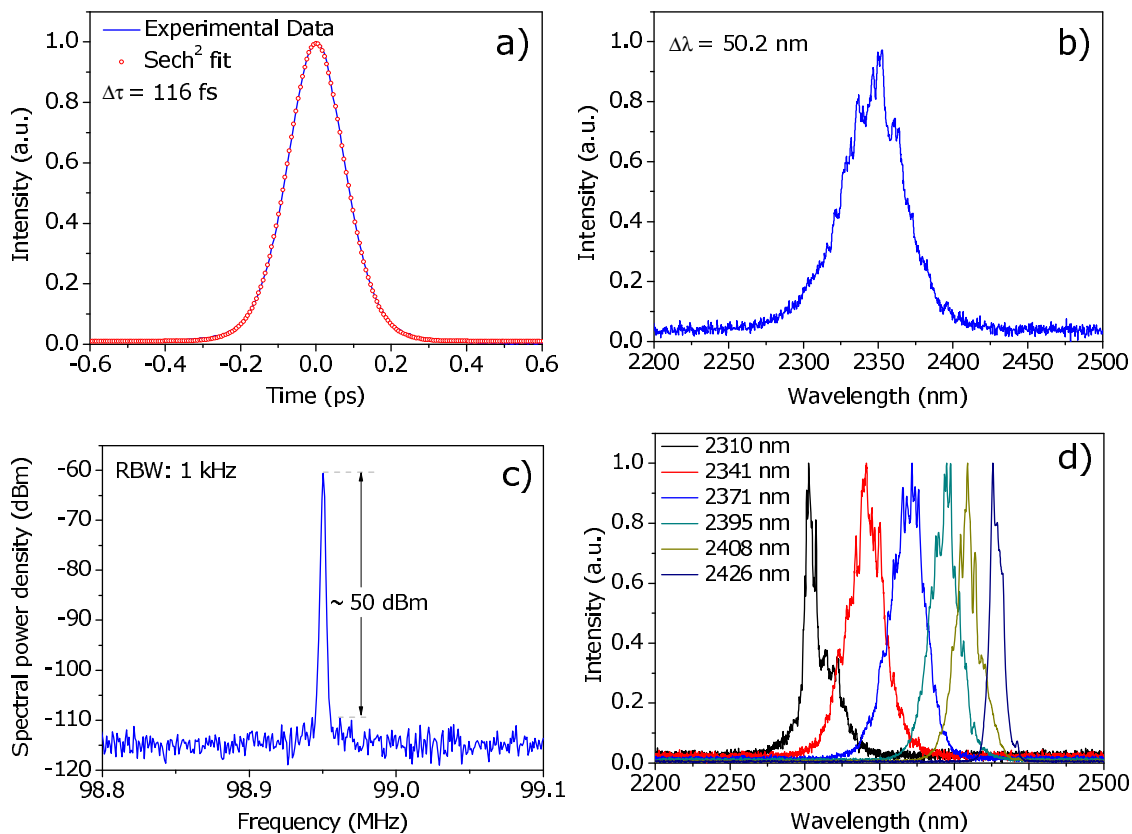 Experimental Data
Sech² fit
Δτ = 116 fs
a)
1.0
0.8
0.6
0.4
0.2
0.0
Intensity (a.u.)
-0.6 -0.4 -0.2 0.0 0.2 0.4 0.6
Time (ps)
Δλ = 50.2 nm
b)
1.0
0.8
0.6
0.4
0.2
0.0
Intensity (a.u.)
2200 2250 2300 2350 2400 2450 2500
Wavelength (nm)
RBW: 1 kHz
c)
~ 50 dBm
-60
-70
-80
-90
-100
-110
-120
Spectral power density (dBm)
98.8 98.9 99.0 99.1
Frequency (MHz)
2310 nm
2341 nm
2371 nm
2395 nm
2408 nm
2426 nm
d)
1.0
0.8
0.6
0.4
0.2
0.0
Intensity (a.u.)
2200 2250 2300 2350 2400 2450 2500
Wavelength (nm)